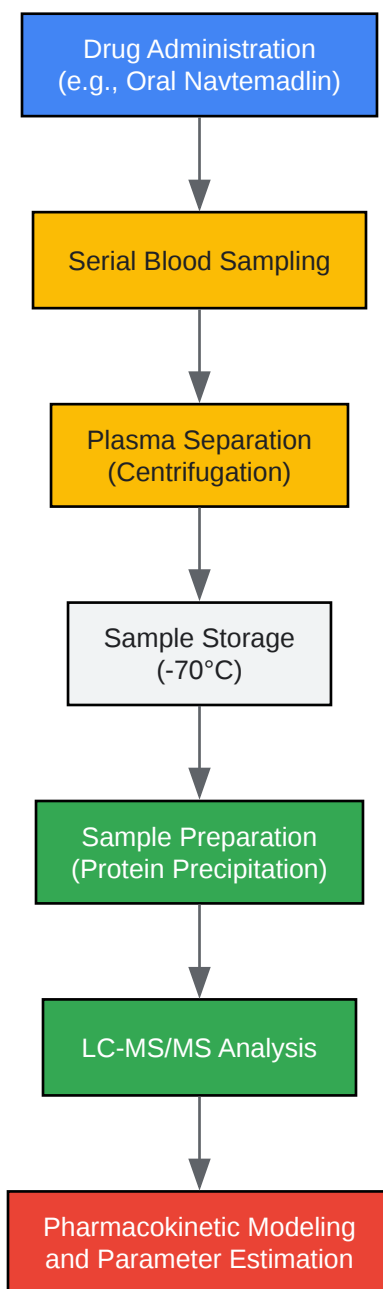 Drug Administration
(e.g., Oral Navtemadlin)
Serial Blood Sampling
Plasma Separation
(Centrifugation)
Sample Storage
(-70°C)
Sample Preparation
(Protein Precipitation)
LC-MS/MS Analysis
Pharmacokinetic Modeling
and Parameter Estimation